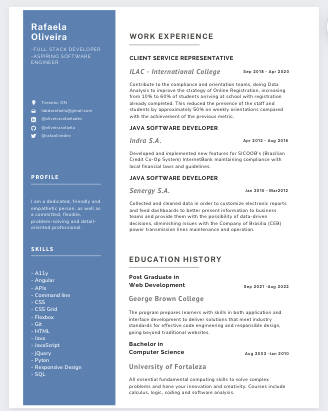 Rafaela
Oliveira
-FULL STACK DEVELOPER
-ASPIRING SOFTWARE
ENGINEER
Toronto, ON
PROFILE
I am a dedicated, friendly and
empathic person, as well as
a committed, flexible,
problem-solving and detail-
oriented professional.
SKILLS
- A11y
- Angular
- APIs
- Command line
- CSS
- CSS Grid
- Flexbox
- Git
- HTML
- Java
- JavaScript
- jQuery
- Pyton
- Responsive Design
- SQL
WORK EXPERIENCE
CLIENT SERVICE REPRESENTATIVE
ILAC - International College
Sep 2018 - Apr 2020
Contribute to the compliance and orientation teams, doing Data
Analysis to improve the strategy of Online Registration, increasing
from 10% to 60% of students arriving at school with registration
already completed. This reduced the presence of the staff and
students by approximately 50% on weekly orientations compared
with the achievement of the previous metric.
JAVA SOFTWARE DEVELOPER
Indra S.A.
Apr 2012 - Aug 2016
Developed and implemented new features for SICOOB's (Brazilian
Credit Co-Op System) InternetBank maintaining compliance with
local financial laws and guidelines.
JAVA SOFTWARE DEVELOPER
Senergy S.A.
Jan 2010 - Mar2012
Collected and cleaned data in order to customize electronic reports
and feed dashboards to better present information to business
teams and provide them with the possibility of data-driven
decisions, diminishing issues with the Company of Brasilia (CEB)
power transmission lines maintenance and operation.
EDUCATION HISTORY
Post Graduate in
Web Development
Sep 2021 - Aug 2022
George Brown College
The program prepares learners with skills in both application and
interface development to deliver solutions that meet industry
standards for effective code engineering and responsible design,
going beyond traditional websites.
Bachelor in
Computer Science
Aug 2003 - Jan 2010
University of Fortaleza
All essential fundamental computing skills to solve complex
problems and hone your innovation and creativity. Courses include
calculus, logic, coding and software analysis.